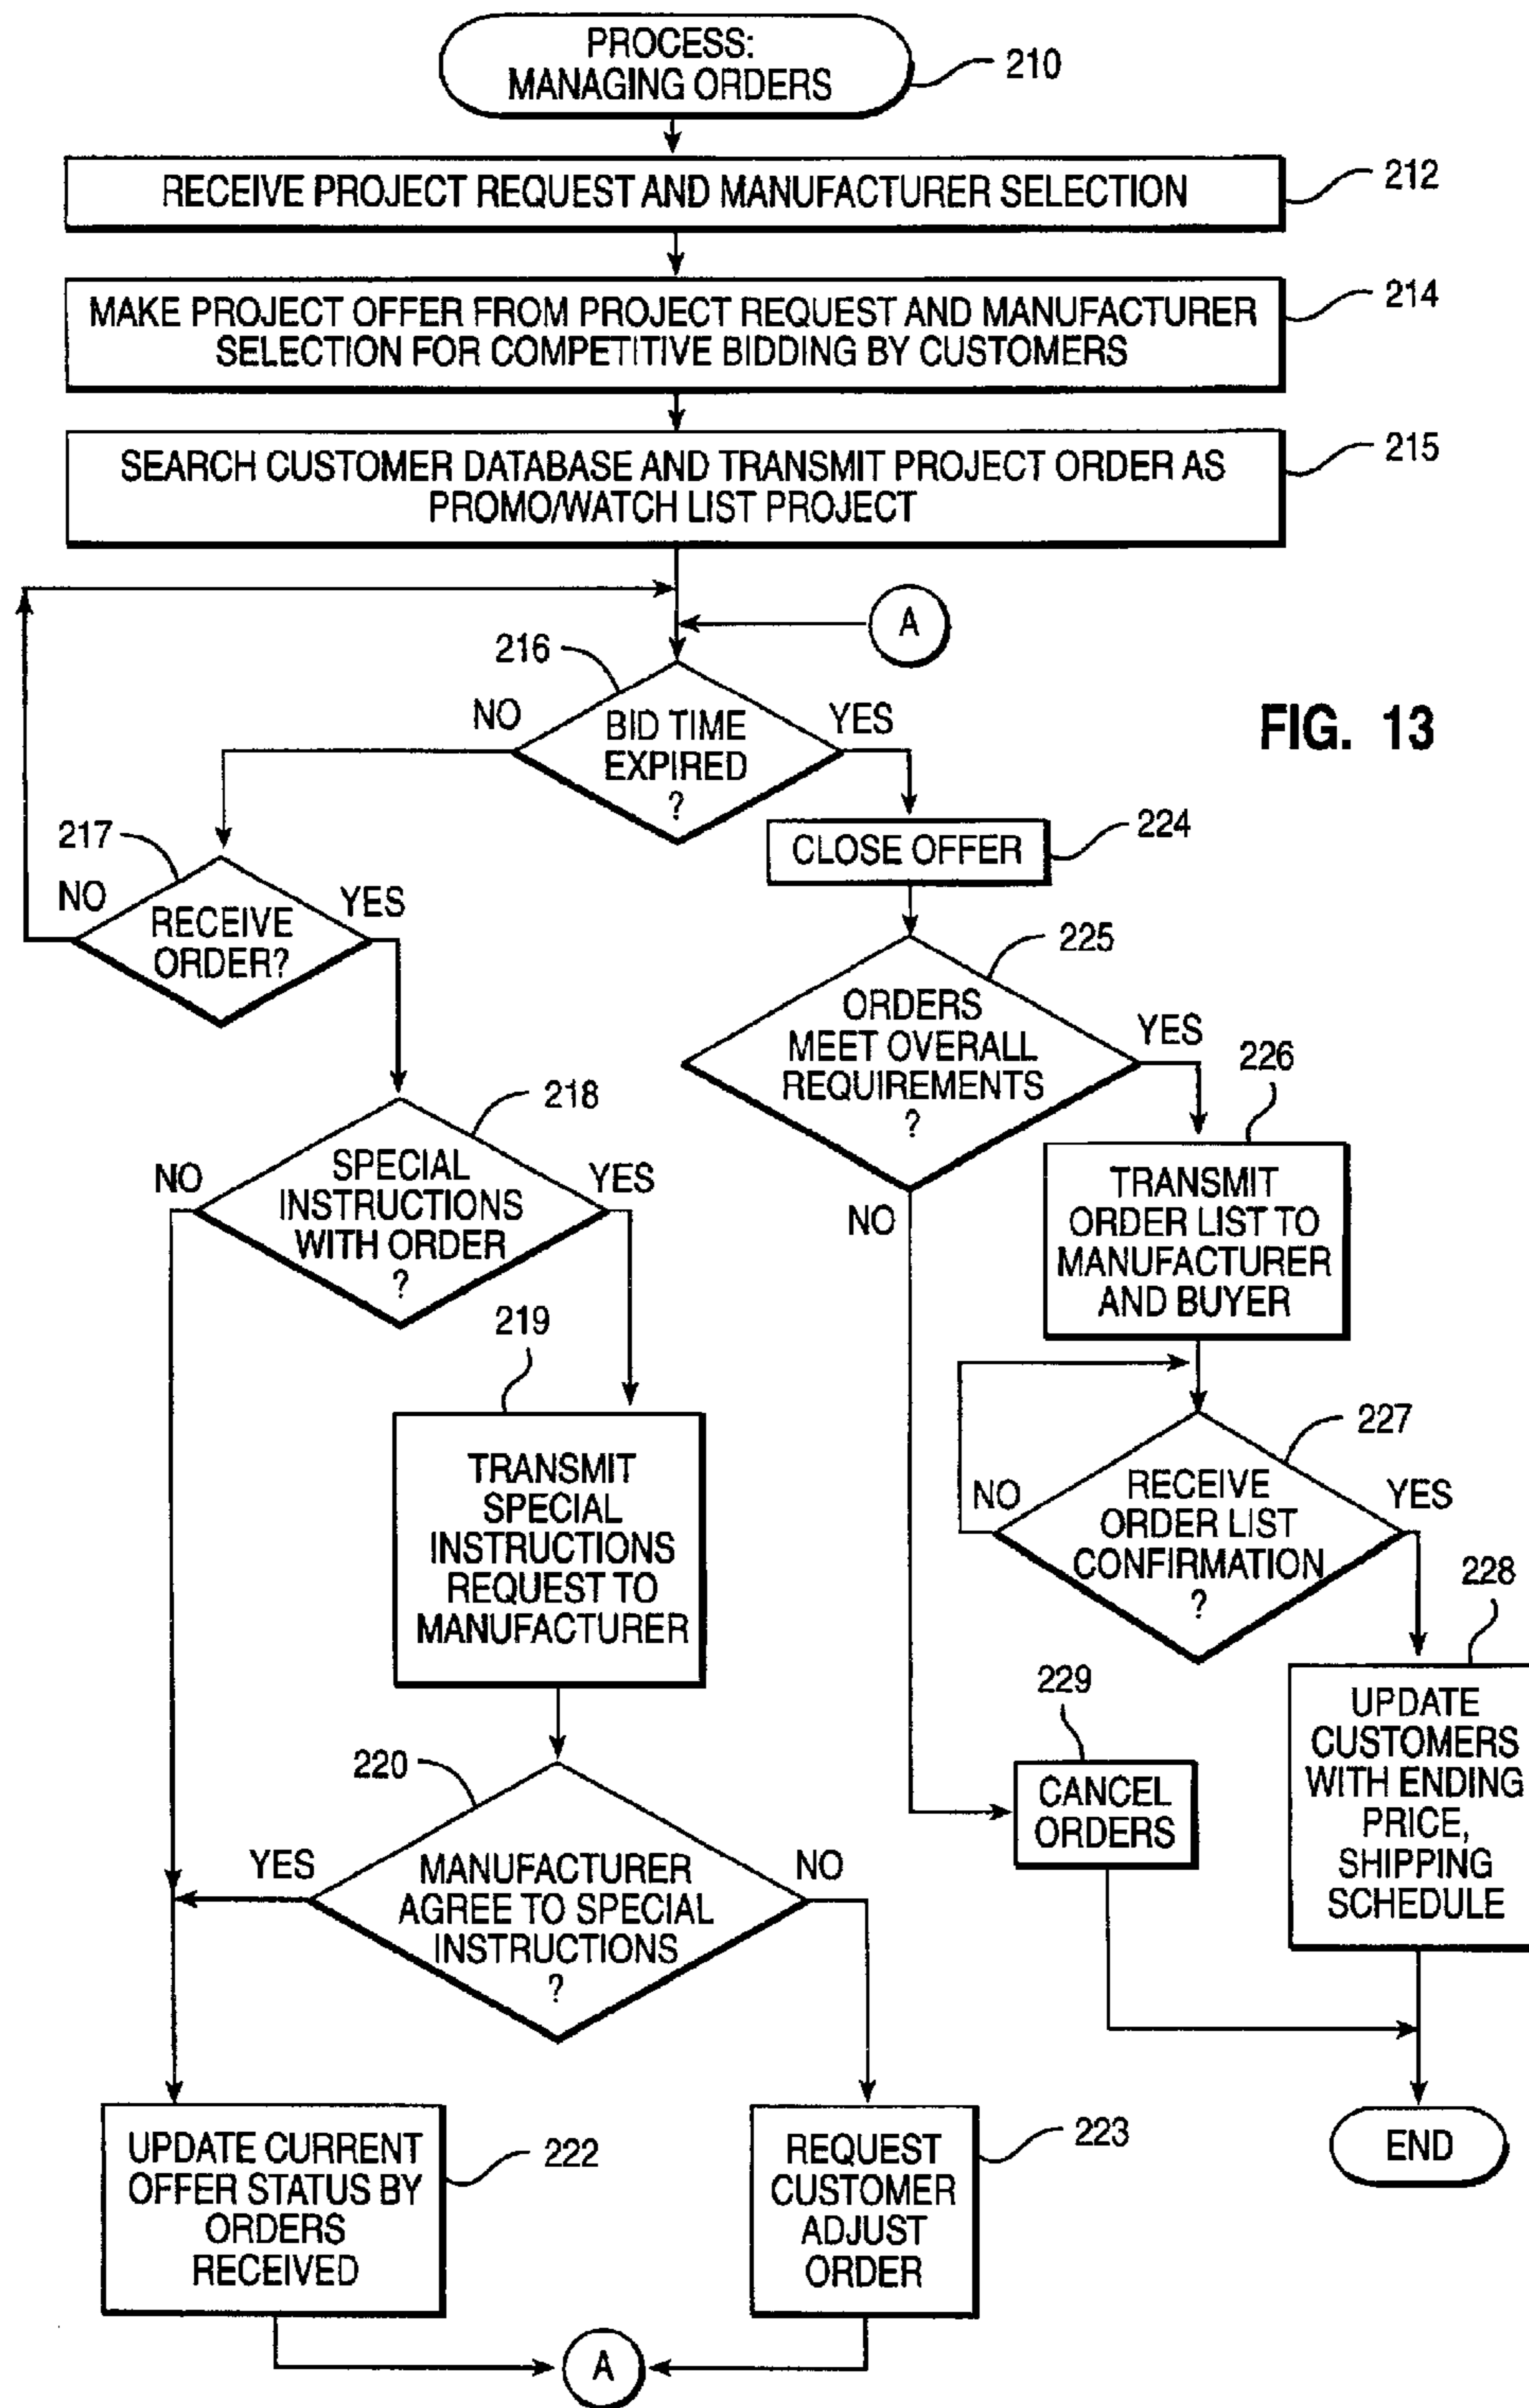 PROCESS:
MANAGING ORDERS
210
RECEIVE PROJECT REQUEST AND MANUFACTURER SELECTION
212
MAKE PROJECT OFFER FROM PROJECT REQUEST AND MANUFACTURER
SELECTION FOR COMPETITIVE BIDDING BY CUSTOMERS
214
SEARCH CUSTOMER DATABASE AND TRANSMIT PROJECT ORDER AS
PROMO/WATCH LIST PROJECT
215
A
216
NO
BID TIME
EXPIRED
?
YES
FIG. 13
217
NO
RECEIVE
ORDER?
YES
CLOSE OFFER
224
225
ORDERS
MEET OVERALL
REQUIREMENTS
?
YES
NO
226
TRANSMIT
ORDER LIST TO
MANUFACTURER
AND BUYER
218
NO
SPECIAL
INSTRUCTIONS
WITH ORDER
?
YES
219
TRANSMIT
SPECIAL
INSTRUCTIONS
REQUEST TO
MANUFACTURER
227
NO
RECEIVE
ORDER LIST
CONFIRMATION
?
YES
228
UPDATE
CUSTOMERS
WITH ENDING
PRICE,
SHIPPING
SCHEDULE
229
CANCEL
ORDERS
220
YES
MANUFACTURER
AGREE TO SPECIAL
INSTRUCTIONS
?
NO
UPDATE CURRENT
OFFER STATUS BY
ORDERS
RECEIVED
222
REQUEST
CUSTOMER
ADJUST
ORDER
223
END
A